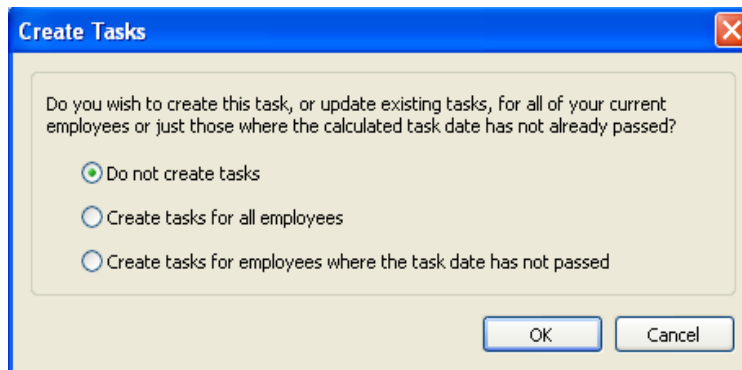 Create Tasks
Do you wish to create this task, or update existing tasks, for all of your current
employees or just those where the calculated task date has not already passed?
Do not create tasks
Create tasks for all employees
Create tasks for employees where the task date has not passed
OK
Cancel